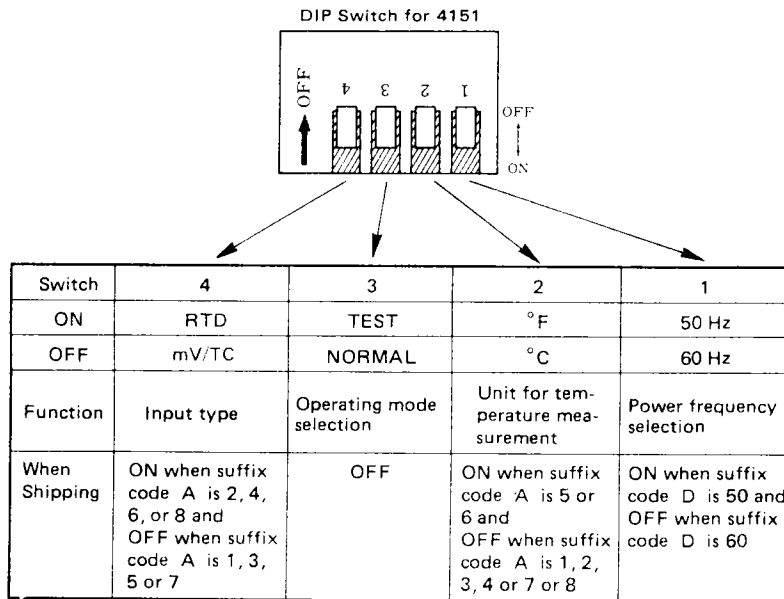 DIP Switch for 4151
OFF
4 3 2 1
OFF
ON
Switch 4 3 2 1
ON RTD TEST °F 50 Hz
OFF mV/TC NORMAL °C 60 Hz
Function
Input type
Operating mode
selection
Unit for tem-
perature mea-
surement
Power frequency
selection
When
Shipping
ON when suffix
code A is 2, 4,
6, or 8 and
OFF when suffix
code A is 1, 3,
5 or 7
OFF
ON when suffix
code A is 5 or
6 and
OFF when suffix
code A is 1, 2,
3, 4 or 7 or 8
ON when suffix
code D is 50 and
OFF when suffix
code D is 60